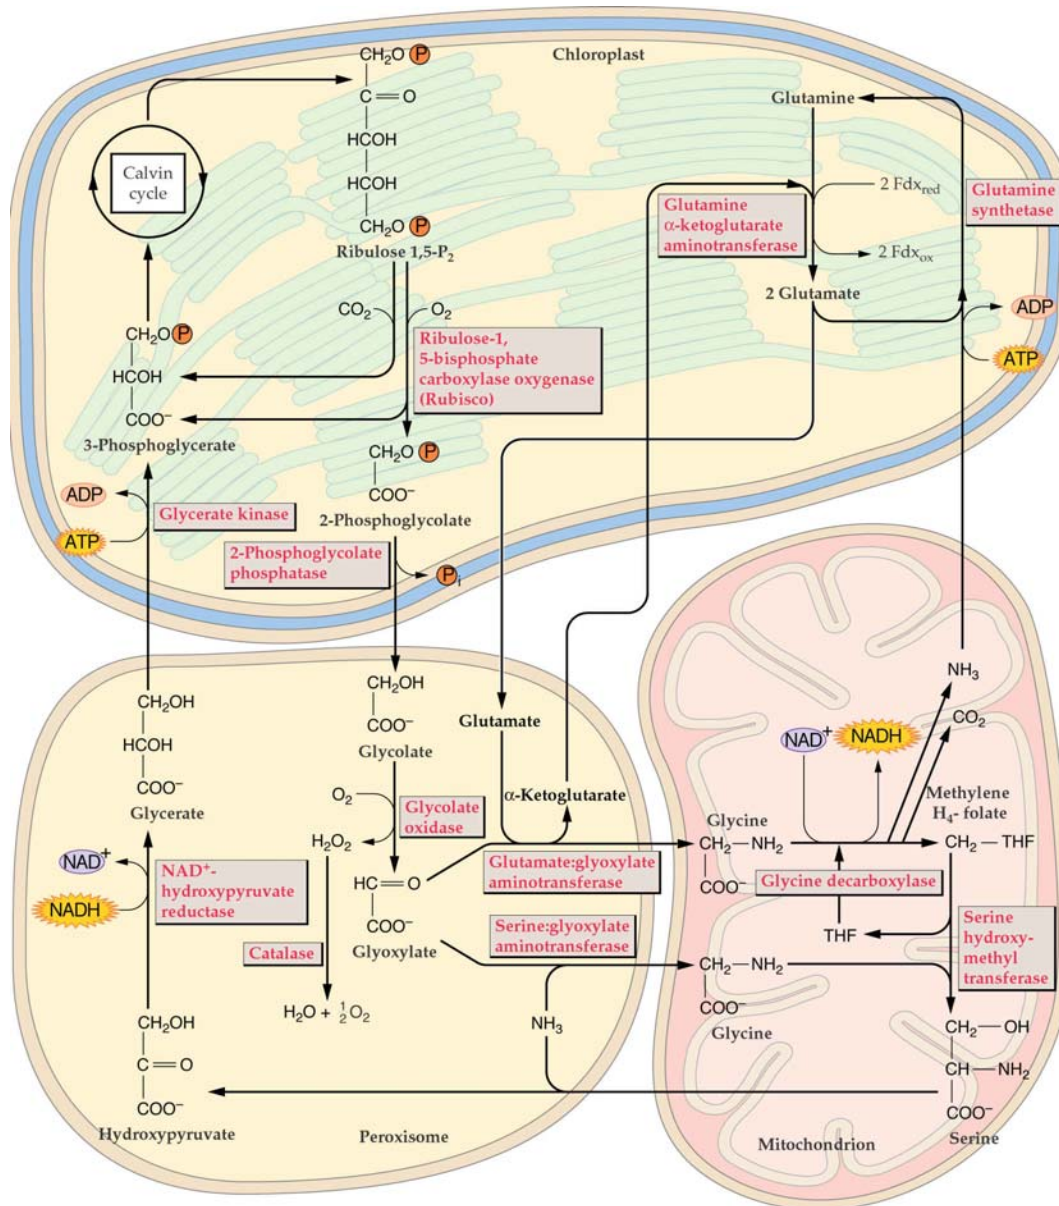 Chloroplast
CH₂O P
C=O
HCOH
HCOH
CH₂O P
Ribulose 1,5-P₂
Calvin
cycle
CO₂
O₂
Ribulose-1,
5-bisphosphate
carboxylase oxygenase
(Rubisco)
CH₂O P
HCOH
COO⁻
3-Phosphoglycerate
CH₂O P
COO⁻
2-Phosphoglycolate
Glutamine
2 Fdx_red
Glutamine
α-ketoglutarate
aminotransferase
2 Fdx_ox
2 Glutamate
Glutamine
synthetase
ADP
ATP
ADP
Glycerate kinase
ATP
2-Phosphoglycolate
phosphatase
P i
CH₂OH
HCOH
COO⁻
Glycerate
CH₂OH
COO⁻
Glycolate
Glutamate
α-Ketoglutarate
O₂
Glycolate
oxidase
H₂O₂
HC=O
COO⁻
Glyoxylate
Glutamate:glyoxylate
aminotransferase
Serine:glyoxylate
aminotransferase
Catalase
H₂O + ½O₂
NAD⁺
NAD⁺-
hydroxypyruvate
reductase
NADH
CH₂OH
C=O
COO⁻
Hydroxypyruvate
Peroxisome
NH₃
NH₃
CO₂
NAD⁺
NADH
Methylene
H₄- folate
Glycine
CH₂—NH₂
COO⁻
CH₂—THF
Glycine decarboxylase
THF
Serine
hydroxy-
methyl
transferase
CH₂—NH₂
COO⁻
Glycine
CH₂—OH
CH—NH₂
COO⁻
Serine
Mitochondrion